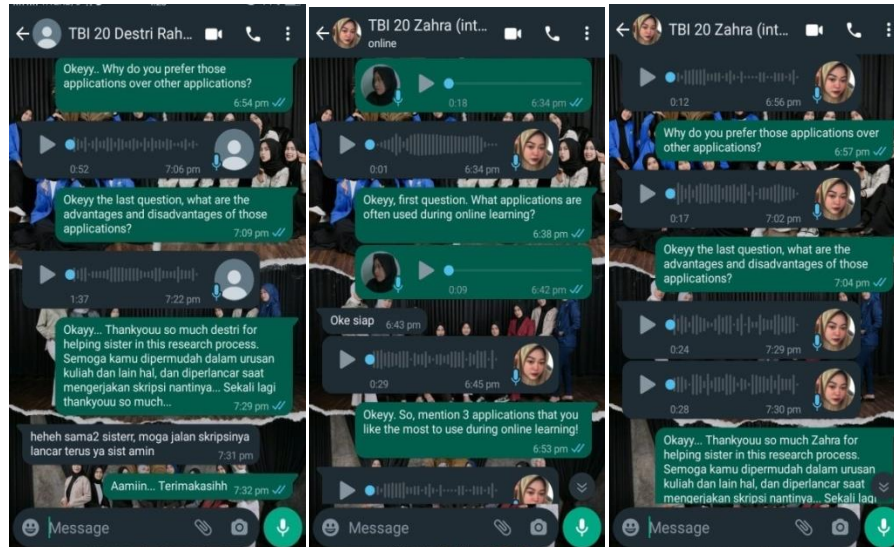 TBI 20 Destri Rah...
Okeyy.. Why do you prefer those
applications over other applications?
6:54 pm
0:52 7:06 pm
Okeyy the last question, what are the
advantages and disadvantages of those
applications?
7:09 pm
1:37 7:22 pm
Okayy... Thankyouu so much destri for
helping sister in this research process.
Semoga kamu dipermudah dalam urusan
kuliah dan lain hal, dan diperlancar saat
mengerjakan skripsi nantinya... Sekali lagi
thankyouu so much...
7:29 pm
heheh sama2 sisterr, moga jalan skripsinya
lancar terus ya sist amin
7:31 pm
Aamiin... Terimakasihh 7:32 pm
Message
TBI 20 Zahra (int...
online
0:18 6:34 pm
0:01 6:34 pm
Okeyy, first question. What applications are
often used during online learning?
6:38 pm
0:09 6:42 pm
Oke siap 6:43 pm
0:29 6:45 pm
Okeyy. So, mention 3 applications that you
like the most to use during online learning!
6:53 pm
Message
TBI 20 Zahra (int...
0:12 6:56 pm
Why do you prefer those applications over
other applications?
6:57 pm
0:17 7:02 pm
Okeyy the last question, what are the
advantages and disadvantages of those
applications?
7:04 pm
0:24 7:29 pm
0:28 7:30 pm
Okayy... Thankyouu so much Zahra for
helping sister in this research process.
Semoga kamu dipermudah dalam urusan
kuliah dan lain hal, dan diperlancar saat
mengerjakan skripsi nantinya... Sekali lagi
Message